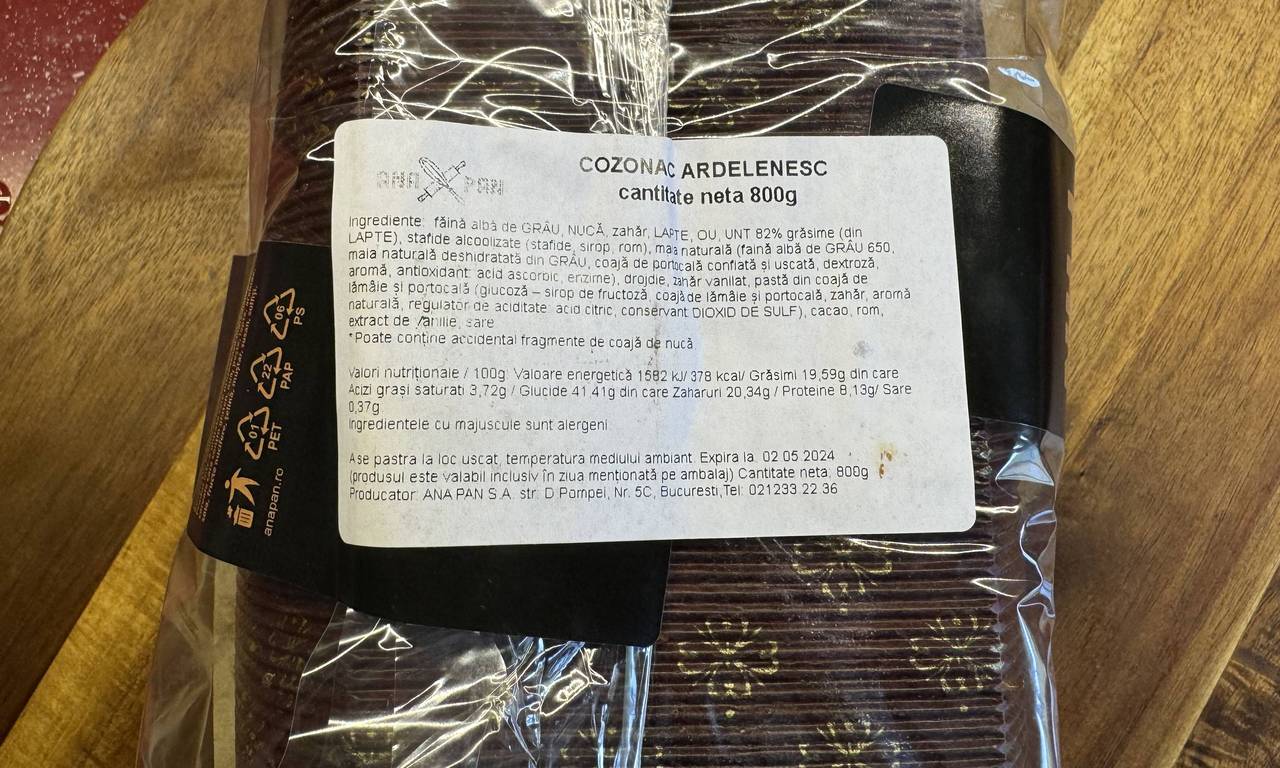 ANA PAN
COZONAC ARDELENESC
cantitate neta 800g
Ingrediente: făină albă de GRÂU, NUCĂ, zahăr, LAPTE, OU, UNT 82% grăsime (din
LAPTE), stafide alcoolizate (stafide, sirop, rom), maia naturală (faină albă de GRÂU 650,
maia naturală deshidratată din GRÂU, coajă de portocală confiată și uscată, dextroză,
aromă, antioxidant: acid ascorbic, enzime), drojdie, zahăr vanilat, pastă din coajă de
lămâie și portocală (glucoză – sirop de fructoză, coajă de lămâie și portocală, zahăr, aromă
naturală, regulator de aciditate: acid citric, conservant DIOXID DE SULF), cacao, rom,
extract de vanilie, sare
*Poate conține accidental fragmente de coajă de nucă.
Valori nutriționale / 100g: Valoare energetică 1582 kJ/ 378 kcal/ Grăsimi 19,59g din care
Acizi grași saturati 3,72g / Glucide 41.41g din care Zaharuri 20,34g / Proteine 8,13g/ Sare
0,37g.
Ingredientele cu majuscule sunt alergeni
A se pastra la loc uscat, temperatura mediului ambiant. Expira la: 02.05.2024
(produsul este valabil inclusiv în ziua menționată pe ambalaj) Cantitate neta: 800g
Producator: ANA PAN S.A. str. D Pompei, Nr. 5C, Bucuresti,Tel: 021233 22 36
06
PS
22
PAP
01
PET
anapan.ro